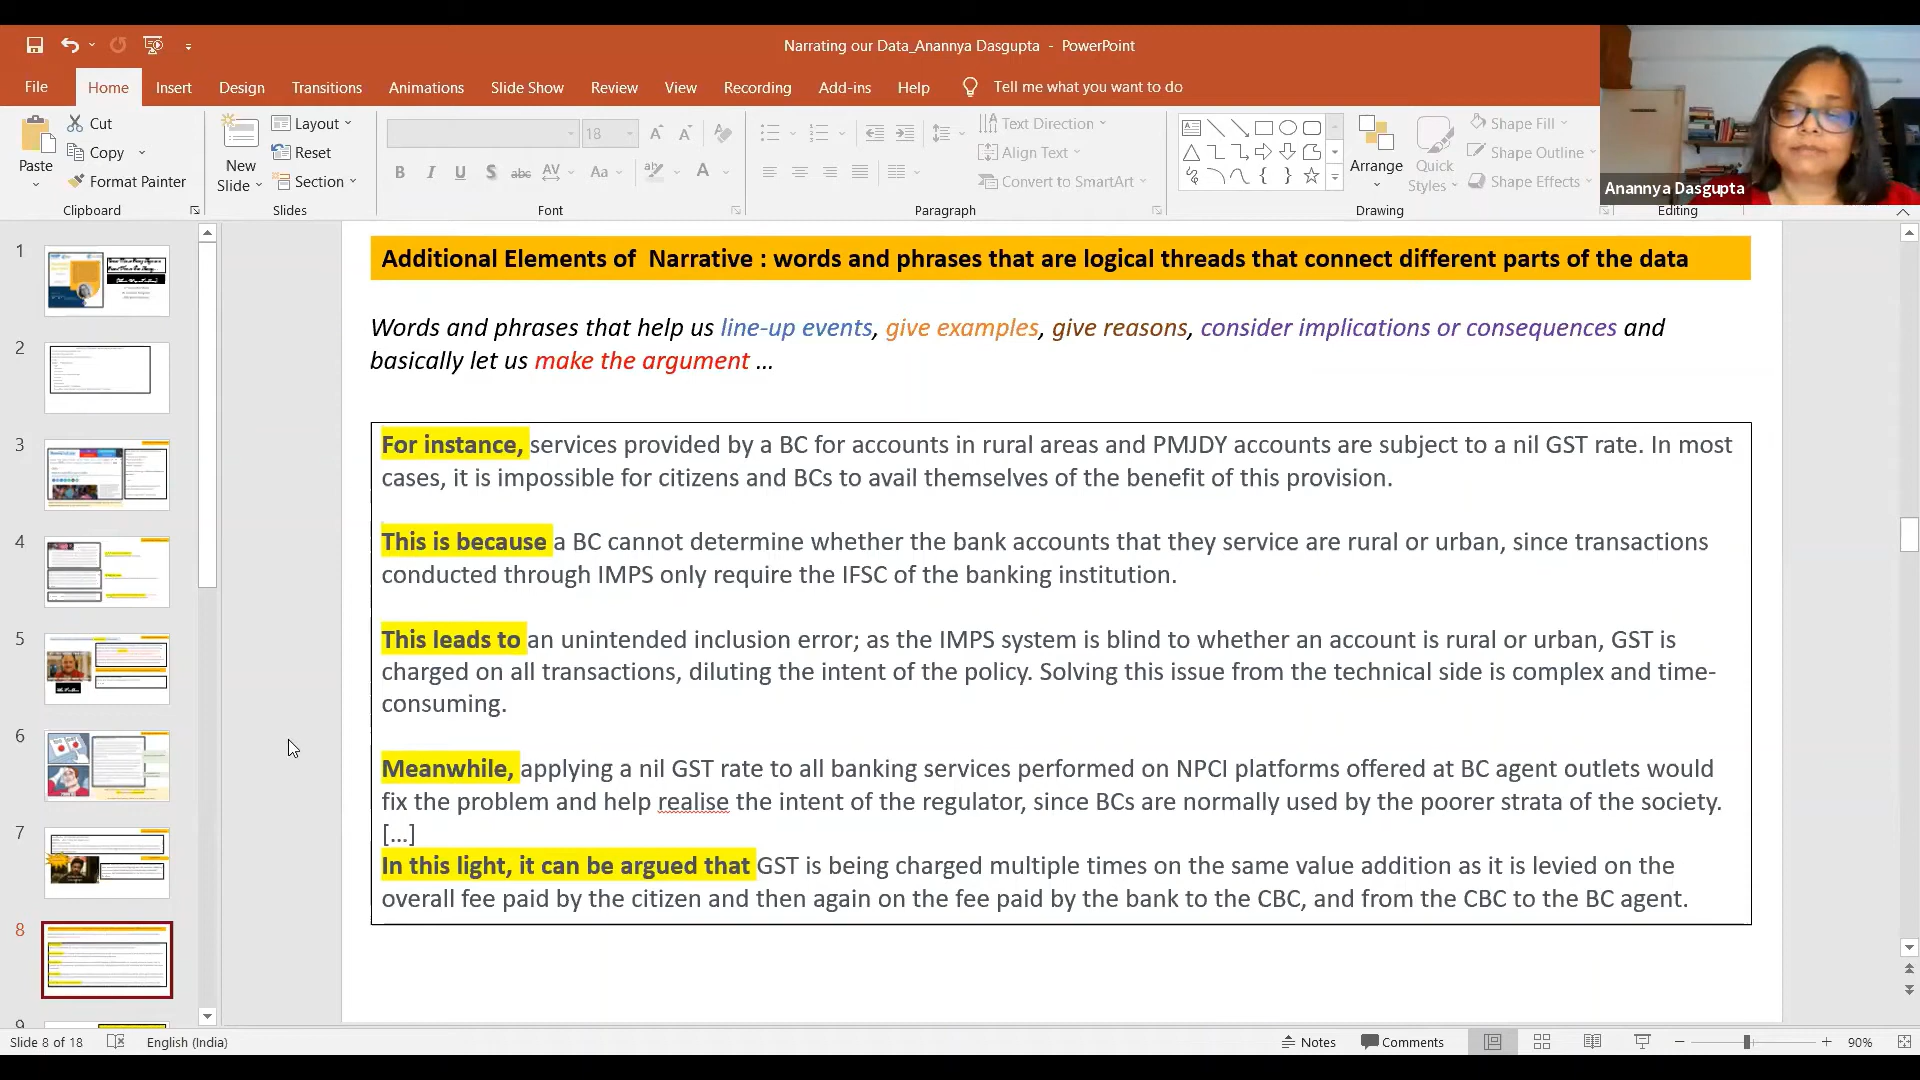 Narrating our Data_Anannya Dasgupta - PowerPoint
File Home Insert Design Transitions Animations Slide Show Review View Recording Add-ins Help Tell me what you want to do
Paste
Cut
Copy
Format Painter
Clipboard
New Slide
Layout
Reset
Section
Slides
18
B I U S abc AV Aa A
Font
Text Direction
Align Text
Convert to SmartArt
Paragraph
Arrange
Quick Styles
Shape Fill
Shape Outline
Shape Effects
Drawing
Editing
Anannya Dasgupta
1
2
3
4
5
6
7
8
9
Additional Elements of Narrative : words and phrases that are logical threads that connect different parts of the data
Words and phrases that help us line-up events, give examples, give reasons, consider implications or consequences and
basically let us make the argument ...
For instance, services provided by a BC for accounts in rural areas and PMJDY accounts are subject to a nil GST rate. In most
cases, it is impossible for citizens and BCs to avail themselves of the benefit of this provision.
This is because a BC cannot determine whether the bank accounts that they service are rural or urban, since transactions
conducted through IMPS only require the IFSC of the banking institution.
This leads to an unintended inclusion error; as the IMPS system is blind to whether an account is rural or urban, GST is
charged on all transactions, diluting the intent of the policy. Solving this issue from the technical side is complex and time-
consuming.
Meanwhile, applying a nil GST rate to all banking services performed on NPCI platforms offered at BC agent outlets would
fix the problem and help realise the intent of the regulator, since BCs are normally used by the poorer strata of the society.
[...]
In this light, it can be argued that GST is being charged multiple times on the same value addition as it is levied on the
overall fee paid by the citizen and then again on the fee paid by the bank to the CBC, and from the CBC to the BC agent.
Slide 8 of 18 English (India) Notes Comments 90%